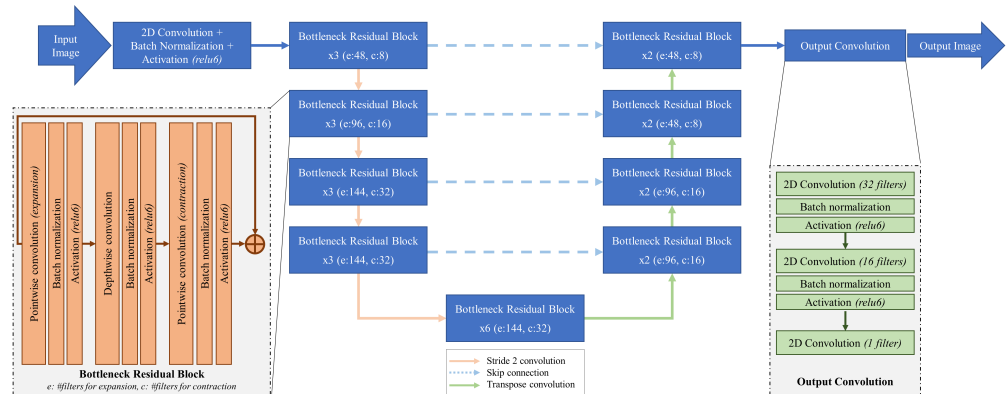 Input
Image
2D Convolution +
Batch Normalization +
Activation (relu6)
Bottleneck Residual Block
x3 (e:48, c:8)
Bottleneck Residual Block
x2 (e:48, c:8)
Output Convolution
Output Image
Bottleneck Residual Block
x3 (e:96, c:16)
Bottleneck Residual Block
x2 (e:48, c:8)
Bottleneck Residual Block
x3 (e:144, c:32)
Bottleneck Residual Block
x2 (e:96, c:16)
Bottleneck Residual Block
x3 (e:144, c:32)
Bottleneck Residual Block
x2 (e:96, c:16)
Bottleneck Residual Block
x6 (e:144, c:32)
Pointwise convolution (expansion)
Batch normalization
Activation (relu6)
Depthwise convolution
Batch normalization
Activation (relu6)
Pointwise convolution (contraction)
Batch normalization
Activation (relu6)
Bottleneck Residual Block
e: #filters for expansion, c: #filters for contraction
Stride 2 convolution
Skip connection
Transpose convolution
2D Convolution (32 filters)
Batch normalization
Activation (relu6)
2D Convolution (16 filters)
Batch normalization
Activation (relu6)
2D Convolution (1 filter)
Output Convolution